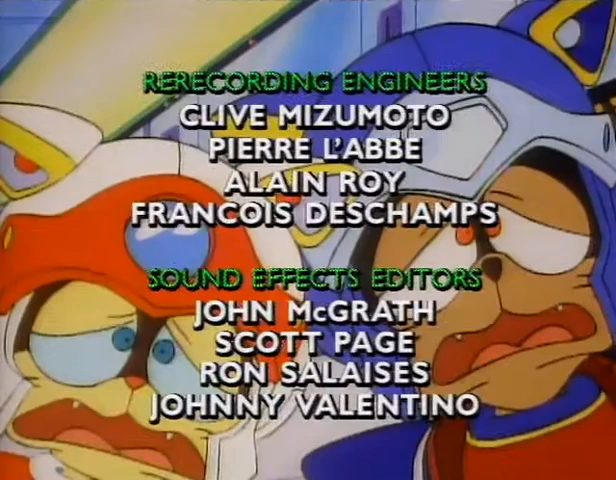 RERECORDING ENGINEERS
CLIVE MIZUMOTO
PIERRE L'ABBE
ALAIN ROY
FRANCOIS DESCHAMPS
SOUND EFFECTS EDITORS
JOHN McGRATH
SCOTT PAGE
RON SALAISES
JOHNNY VALENTINO